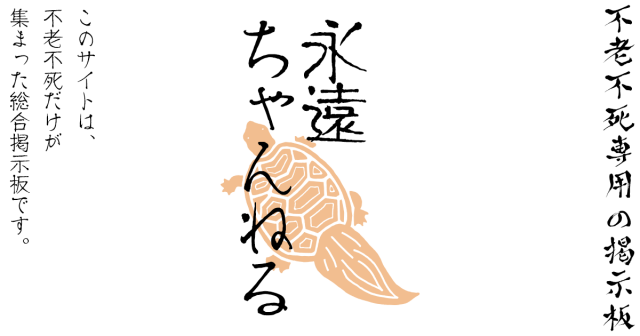 不老不死専用の掲示板
永遠
ちゃんねる
このサイトは、
不老不死だけが
集まった総合掲示板です。